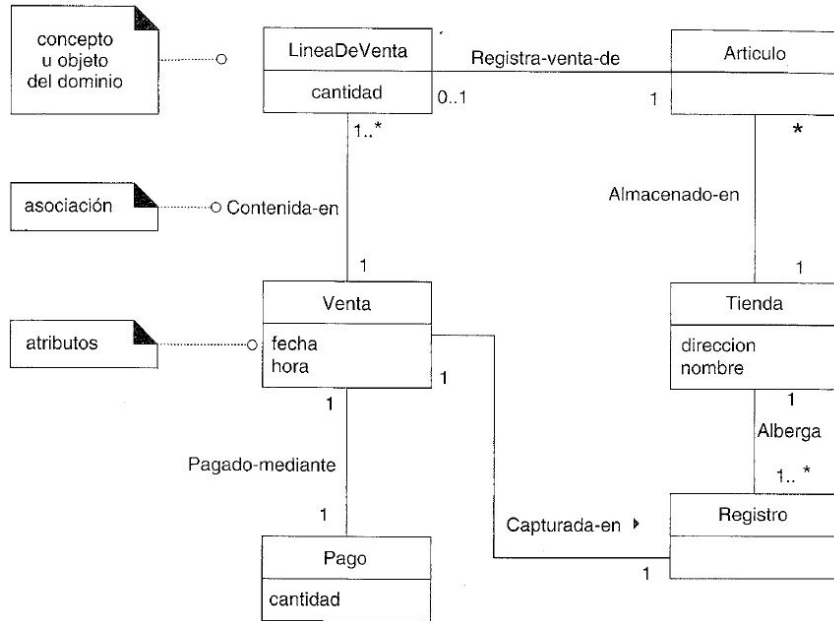 concepto
u objeto
del dominio
LineaDeVenta
cantidad
Registra-venta-de
0..1
1
Articulo
1..*
*
asociación
Contenida-en
Almacenado-en
1
1
Venta
fecha
hora
Tienda
direccion
nombre
atributos
1
1
1
Pagado-mediante
Alberga
1
1.. *
Capturada-en
Registro
1
Pago
cantidad